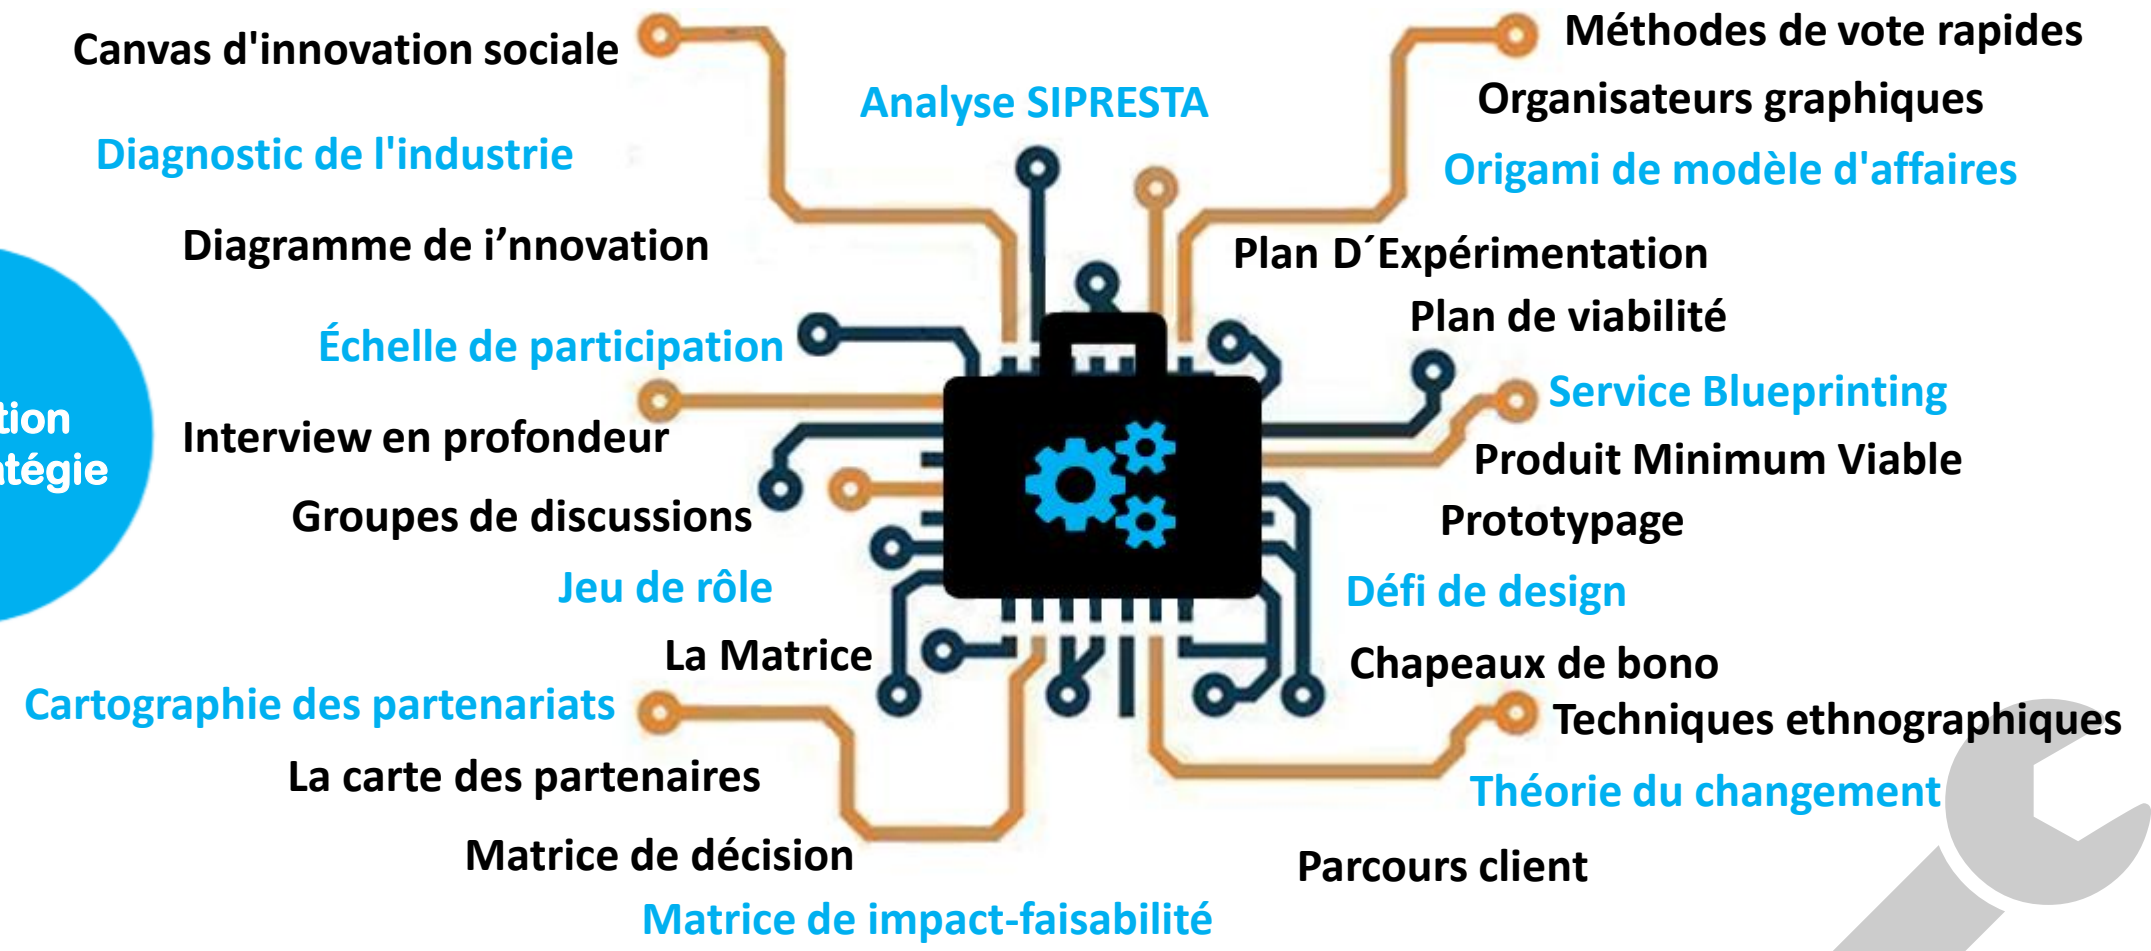 Canvas d'innovation sociale
Diagnostic de l'industrie
Diagramme de i’nnovation
Échelle de participation
Interview en profondeur
Groupes de discussions
Jeu de rôle
La Matrice
Cartographie des partenariats
La carte des partenaires
Matrice de décision
Matrice de impact-faisabilité
Analyse SIPRESTA
Méthodes de vote rapides
Organisateurs graphiques
Origami de modèle d'affaires
Plan D´Expérimentation
Plan de viabilité
Service Blueprinting
Produit Minimum Viable
Prototypage
Défi de design
Chapeaux de bono
Techniques ethnographiques
Théorie du changement
Parcours client